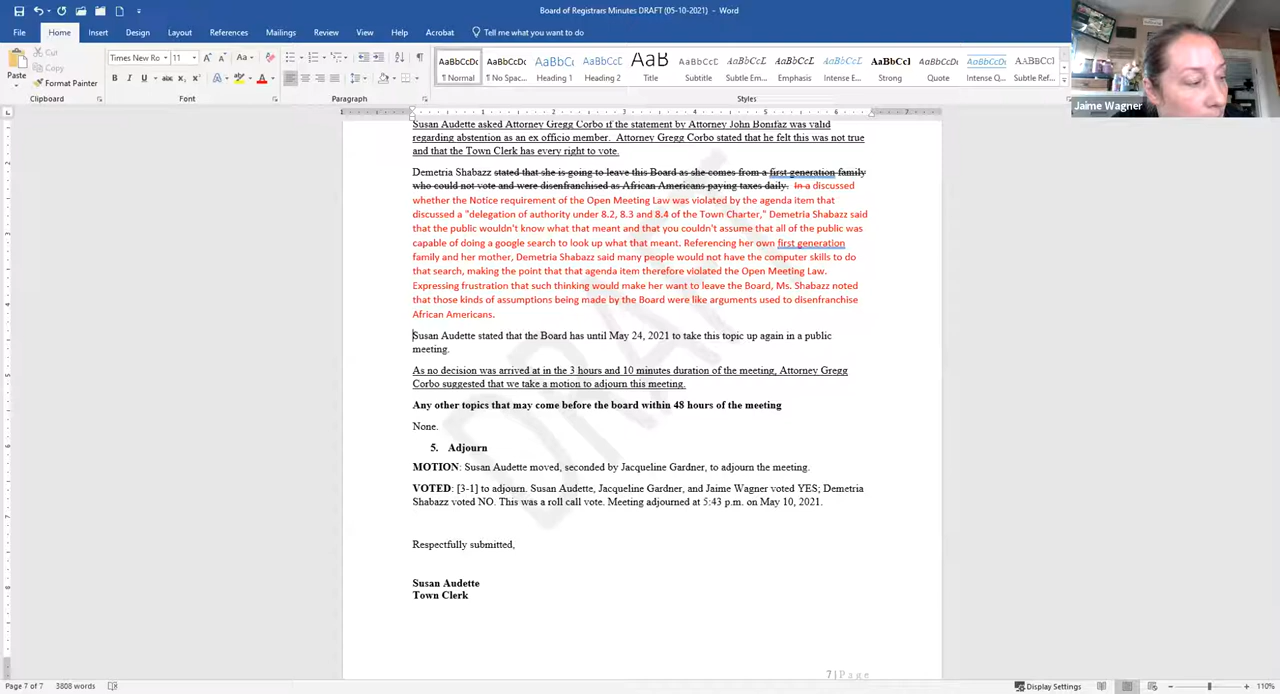 Board of Registrars Minutes DRAFT (05-10-2021) - Word
File Home Insert Design Layout References Mailings Review View Help Acrobat Tell me what you want to do
Paste
Cut
Copy
Format Painter
Times New Ro 11
Clipboard Font Paragraph Styles
AaBbCcDc AaBbCcDc AaBbCc AaBbCcC AaB AaBbCcD AaBbCcD AaBbCcD AaBbCcD AaBbCcI AaBbCcD AaBbCcD AaBbCcD
¶ Normal ¶ No Spac... Heading 1 Heading 2 Title Subtitle Subtle Em... Emphasis Intense E... Strong Quote Intense Q... Subtle Ref...
Jaime Wagner
Susan Audette asked Attorney Gregg Corbo if the statement by Attorney John Bonifaz was valid
regarding abstention as an ex officio member. Attorney Gregg Corbo stated that he felt this was not true
and that the Town Clerk has every right to vote.
Demetria Shabazz stated that she is going to leave this Board as she comes from a first generation family
who could not vote and were disenfranchised as African Americans paying taxes daily. In a discussed
whether the Notice requirement of the Open Meeting Law was violated by the agenda item that
discussed a "delegation of authority under 8.2, 8.3 and 8.4 of the Town Charter," Demetria Shabazz said
that the public wouldn't know what that meant and that you couldn't assume that all of the public was
capable of doing a google search to look up what that meant. Referencing her own first generation
family and her mother, Demetria Shabazz said many people would not have the computer skills to do
that search, making the point that that agenda item therefore violated the Open Meeting Law.
Expressing frustration that such thinking would make her want to leave the Board, Ms. Shabazz noted
that those kinds of assumptions being made by the Board were like arguments used to disenfranchise
African Americans.
Susan Audette stated that the Board has until May 24, 2021 to take this topic up again in a public
meeting.
As no decision was arrived at in the 3 hours and 10 minutes duration of the meeting, Attorney Gregg
Corbo suggested that we take a motion to adjourn this meeting.
Any other topics that may come before the board within 48 hours of the meeting
None.
5. Adjourn
MOTION: Susan Audette moved, seconded by Jacqueline Gardner, to adjourn the meeting.
VOTED: [3-1] to adjourn. Susan Audette, Jacqueline Gardner, and Jaime Wagner voted YES; Demetria
Shabazz voted NO. This was a roll call vote. Meeting adjourned at 5:43 p.m. on May 10, 2021.
Respectfully submitted,
Susan Audette
Town Clerk
7 | Page
DRAFT
Page 7 of 7 3808 words Display Settings 110%